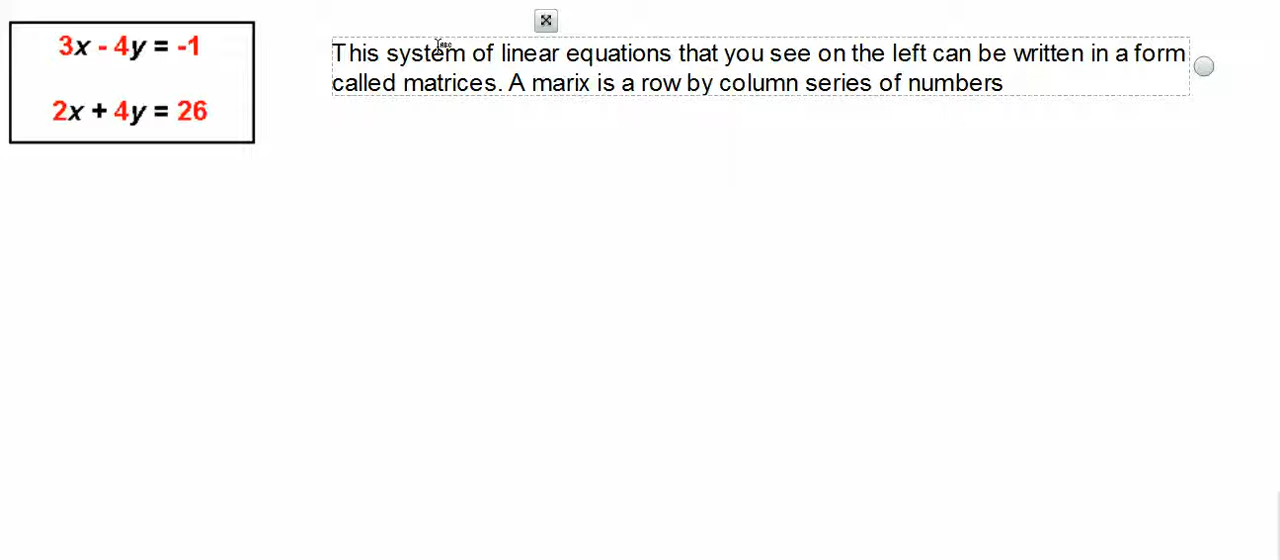 3x - 4y = -1
2x + 4y = 26
This system of linear equations that you see on the left can be written in a form
called matrices. A marix is a row by column series of numbers